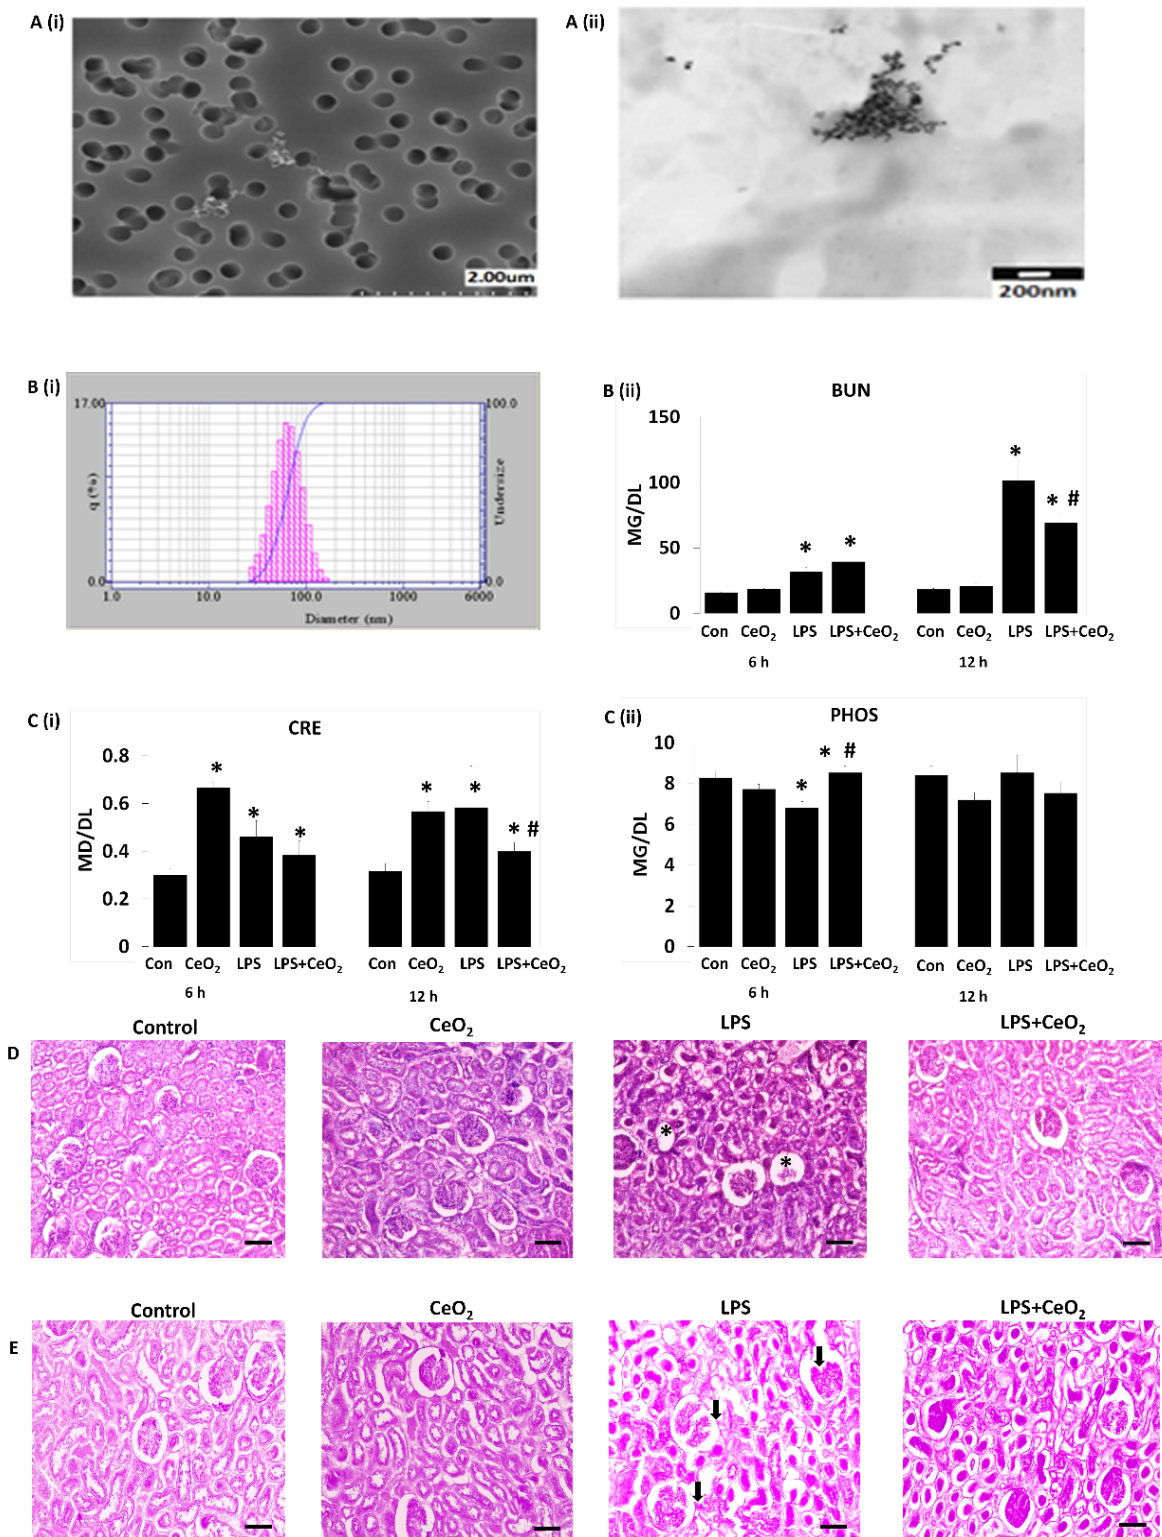 A (i)
A (ii)
2.00um
200nm
B (i)
B (ii)
17.00
100.0
q (%)
Undersize
0.0
0.0
1.0
10.0
100.0
1000
6000
Diameter (nm)
BUN
150
100
50
0
MG/DL
*
*
*
* #
Con CeO₂ LPS LPS+CeO₂
Con CeO₂ LPS LPS+CeO₂
6 h
12 h
C (i)
CRE
0.8
0.6
0.4
0.2
0
MD/DL
*
*
*
*
*
* #
Con CeO₂ LPS LPS+CeO₂
Con CeO₂ LPS LPS+CeO₂
6 h
12 h
C (ii)
PHOS
10
8
6
4
2
0
MG/DL
*
* #
Con CeO₂ LPS LPS+CeO₂
Con CeO₂ LPS LPS+CeO₂
6 h
12 h
D
Control
CeO₂
LPS
LPS+CeO₂
*
*
E
Control
CeO₂
LPS
LPS+CeO₂